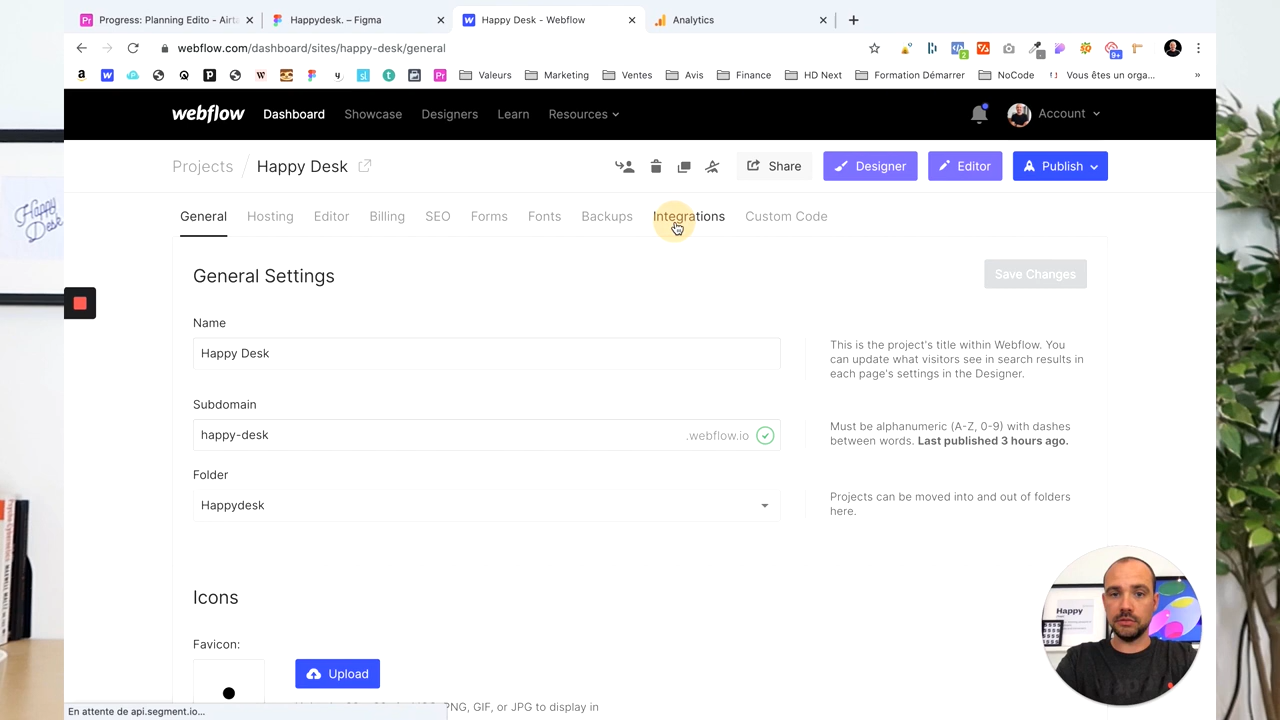 Progress: Planning Edito - Airta
Happydesk. – Figma
Happy Desk - Webflow
Analytics
webflow.com/dashboard/sites/happy-desk/general
Valeurs
Marketing
Ventes
Avis
Finance
HD Next
Formation Démarrer
NoCode
Vous êtes un orga...
webflow
Dashboard
Showcase
Designers
Learn
Resources
Account
Projects / Happy Desk
Share
Designer
Editor
Publish
General
Hosting
Editor
Billing
SEO
Forms
Fonts
Backups
Integrations
Custom Code
Happy
Desk
General Settings
Save Changes
Name
Happy Desk
This is the project's title within Webflow. You
can update what visitors see in search results in
each page's settings in the Designer.
Subdomain
happy-desk
.webflow.io
Must be alphanumeric (A-Z, 0-9) with dashes
between words. Last published 3 hours ago.
Folder
Happydesk
Projects can be moved into and out of folders
here.
Icons
Favicon:
Upload
PNG, GIF, or JPG to display in
Happy
En attente de api.segment.io...